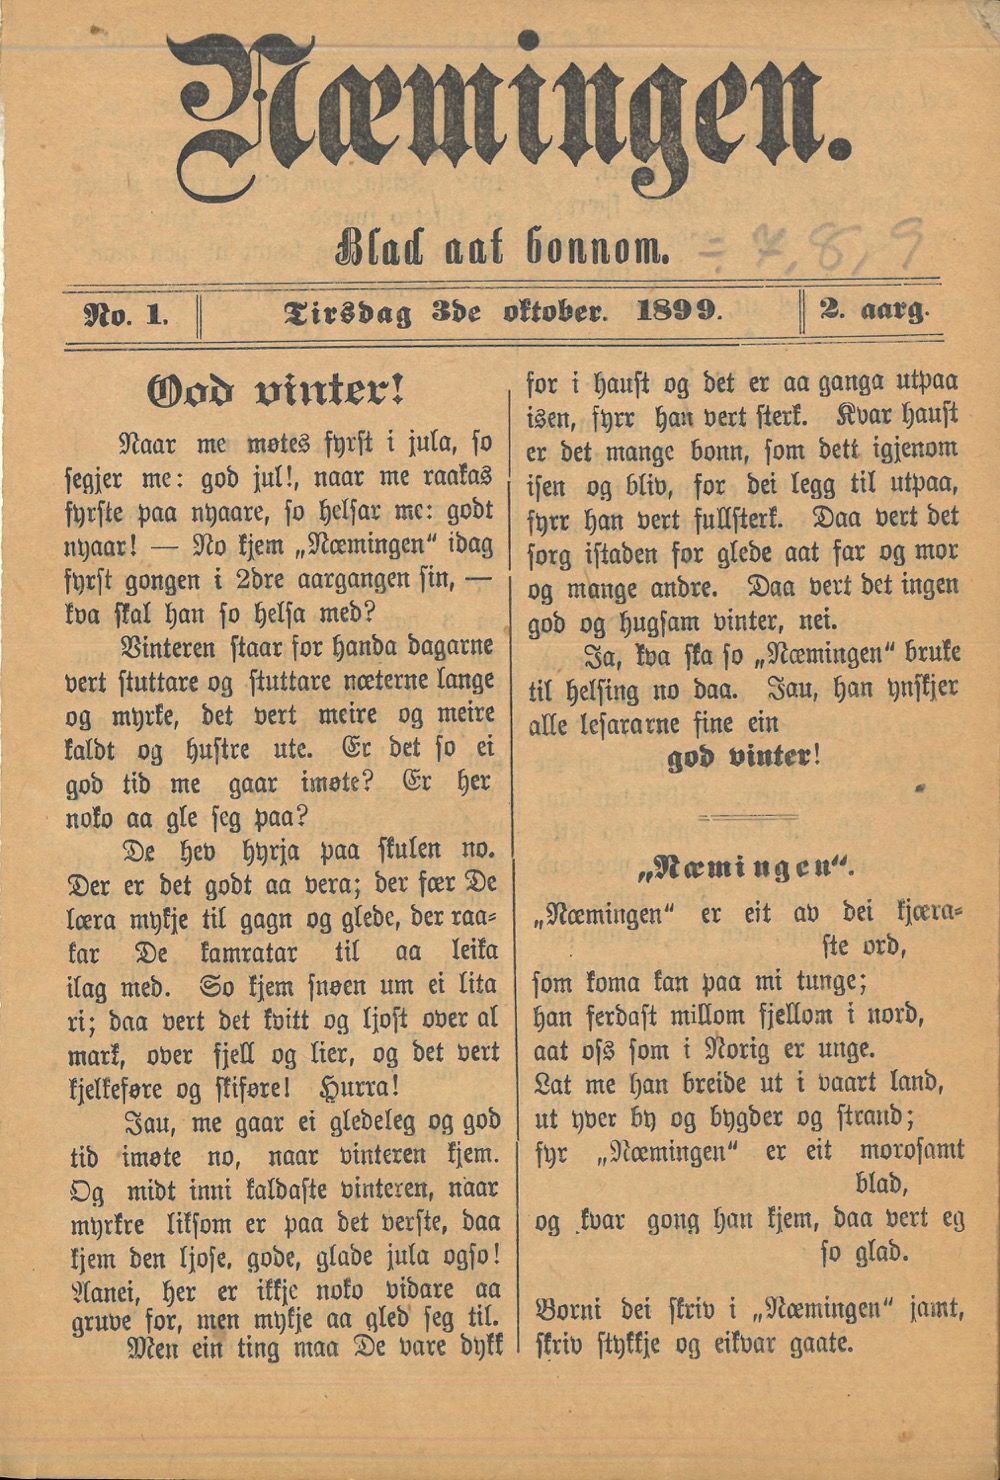 Næmingen.
Blad aat bonnom.
= 7, 8, 9
No. 1.
Tirsdag 3de oktober. 1899.
2. aarg.
God vinter!
Naar me møtes fyrst i jula, so
segjer me: god jul!, naar me raakas
fyrste paa nyaare, so helsar me: godt
nyaar! — No kjem „Næmingen“ idag
fyrst gongen i 2dre aargangen sin, —
kva skal han so helsa med?
Vinteren staar for handa dagarne
vert stuttare og stuttare næterne lange
og myrke, det vert meire og meire
kaldt og hustre ute. Er det so ei
god tid me gaar imøte? Er her
noko aa gle seg paa?
De hev hyrja paa skulen no.
Der er det godt aa vera; der fær De
læra mykje til gagn og glede, der raa-
kar De kamratar til aa leika
ilag med. So kjem snøen um ei lita
ri; daa vert det kvitt og ljost over al
mark, over fjell og lier, og det vert
kjelkeføre og skiføre! Hurra!
Jau, me gaar ei gledeleg og god
tid imøte no, naar vinteren kjem.
Og midt inni kaldaste vinteren, naar
myrkre liksom er paa det verste, daa
kjem den ljose, gode, glade jula ogso!
Aanei, her er ikkje noko vidare aa
gruve for, men mykje aa gled seg til.
Men ein ting maa De vare dykk
for i haust og det er aa ganga utpaa
isen, fyrr han vert sterk. Kvar haust
er det mange bonn, som dett igjenom
isen og bliv, for dei legg til utpaa,
fyrr han vert fullsterk. Daa vert det
sorg istaden for glede aat far og mor
og mange andre. Daa vert det ingen
god og hugsam vinter, nei.
Ja, kva ska so „Næmingen“ bruke
til helsing no daa. Jau, han ynskjer
alle lesararne sine ein
god vinter!
„Næmingen“.
„Næmingen“ er eit av dei kjæra-
ste ord,
som koma kan paa mi tunge;
han ferdast millom fjellom i nord,
aat oss som i Norig er unge.
Lat me han breide ut i vaart land,
ut yver by og bygder og strand;
fyr „Næmingen“ er eit morosamt
blad,
og kvar gong han kjem, daa vert eg
so glad.
Borni dei skriv i „Næmingen“ jamt,
skriv stykkje og eikvar gaate.